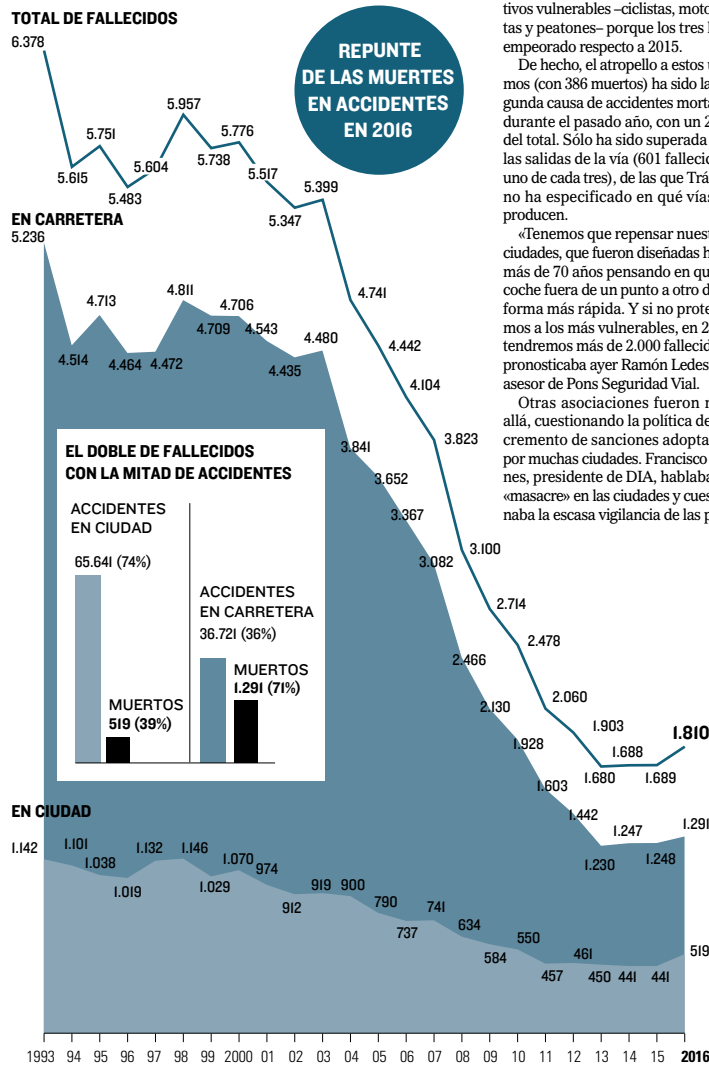 TOTAL DE FALLECIDOS
6.378
5.615
5.751
5.483
5.604
5.957
5.738
5.776
5.517
5.347
5.399
4.741
4.442
4.104
3.823
3.100
2.714
2.478
2.060
1.903
1.680
1.688
1.689
1.810
REPUNTE
DE LAS MUERTES
EN ACCIDENTES
EN 2016
tivos vulnerables –ciclistas, moto
tas y peatones– porque los tres
empeorado respecto a 2015.
De hecho, el atropello a estos
mos (con 386 muertos) ha sido la
gunda causa de accidentes morta
durante el pasado año, con un 2
del total. Sólo ha sido superada
las salidas de la vía (601 fallecid
uno de cada tres), de las que Trá
no ha especificado en qué vías
producen.
«Tenemos que repensar nuest
ciudades, que fueron diseñadas h
más de 70 años pensando en qu
coche fuera de un punto a otro d
forma más rápida. Y si no prote
mos a los más vulnerables, en 2
tendremos más de 2.000 fallecid
pronosticaba ayer Ramón Ledes
asesor de Pons Seguridad Vial.
Otras asociaciones fueron
allá, cuestionando la política de
cremento de sanciones adopta
por muchas ciudades. Francisco
nes, presidente de DIA, hablaba
«masacre» en las ciudades y cues
naba la escasa vigilancia de las p
EN CARRETERA
5.236
4.514
4.713
4.464
4.472
4.811
4.709
4.706
4.543
4.435
4.480
3.841
3.652
3.367
3.082
2.466
2.130
1.928
1.603
1.442
1.230
1.247
1.248
1.291
EL DOBLE DE FALLECIDOS
CON LA MITAD DE ACCIDENTES
ACCIDENTES
EN CIUDAD
65.641 (74%)
MUERTOS
519 (39%)
ACCIDENTES
EN CARRETERA
36.721 (36%)
MUERTOS
1.291 (71%)
EN CIUDAD
1.142
1.101
1.038
1.019
1.132
1.146
1.029
1.070
974
912
919
900
790
737
741
634
584
550
457
461
450
441
441
519
1993 94 95 96 97 98 99 2000 01 02 03 04 05 06 07 08 09 10 11 12 13 14 15 2016